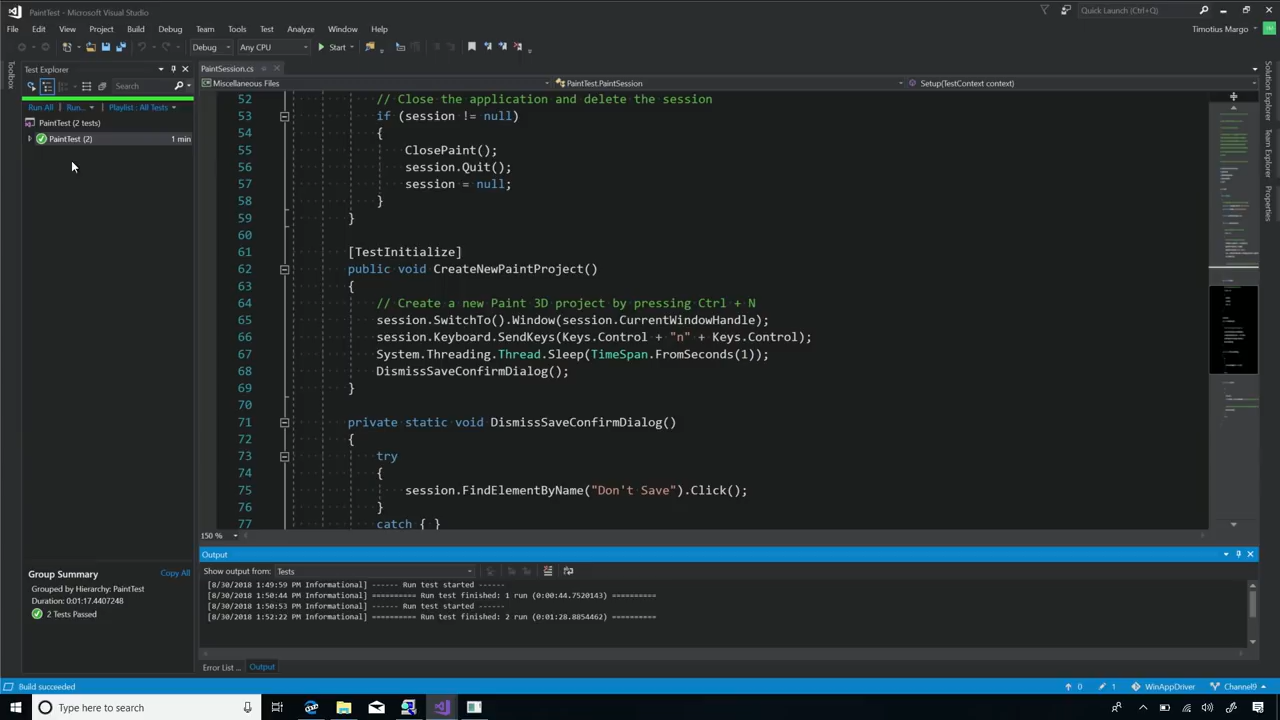 PaintTest - Microsoft Visual Studio
Quick Launch (Ctrl+Q)
File Edit View Project Build Debug Team Tools Test Analyze Window Help
Timotius Margo
Debug Any CPU Start
Test Explorer
Toolbox
Search
Run All Run... Playlist : All Tests
PaintTest (2 tests)
PaintTest (2) 1 min
PaintSession.cs
Miscellaneous Files PaintTest.PaintSession Setup(TestContext context)
52 // Close the application and delete the session
53 if (session != null)
54 {
55 ClosePaint();
56 session.Quit();
57 session = null;
58 }
59 }
60
61 [TestInitialize]
62 public void CreateNewPaintProject()
63 {
64 // Create a new Paint 3D project by pressing Ctrl + N
65 session.SwitchTo().Window(session.CurrentWindowHandle);
66 session.Keyboard.SendKeys(Keys.Control + "n" + Keys.Control);
67 System.Threading.Thread.Sleep(TimeSpan.FromSeconds(1));
68 DismissSaveConfirmDialog();
69 }
70
71 private static void DismissSaveConfirmDialog()
72 {
73 try
74 {
75 session.FindElementByName("Don't Save").Click();
76 }
77 catch { }
150 %
Solution Explorer
Team Explorer
Properties
Group Summary Copy All
Grouped by Hierarchy: PaintTest
Duration: 0:01:17.4407248
2 Tests Passed
Output
Show output from: Tests
[8/30/2018 1:49:59 PM Informational] ------ Run test started ------
[8/30/2018 1:50:44 PM Informational] ========== Run test finished: 1 run (0:00:44.7520143) ==========
[8/30/2018 1:50:53 PM Informational] ------ Run test started ------
[8/30/2018 1:52:22 PM Informational] ========== Run test finished: 2 run (0:01:28.8854462) ==========
Error List ... Output
Build succeeded
0 1 WinAppDriver Channel9
Type here to search